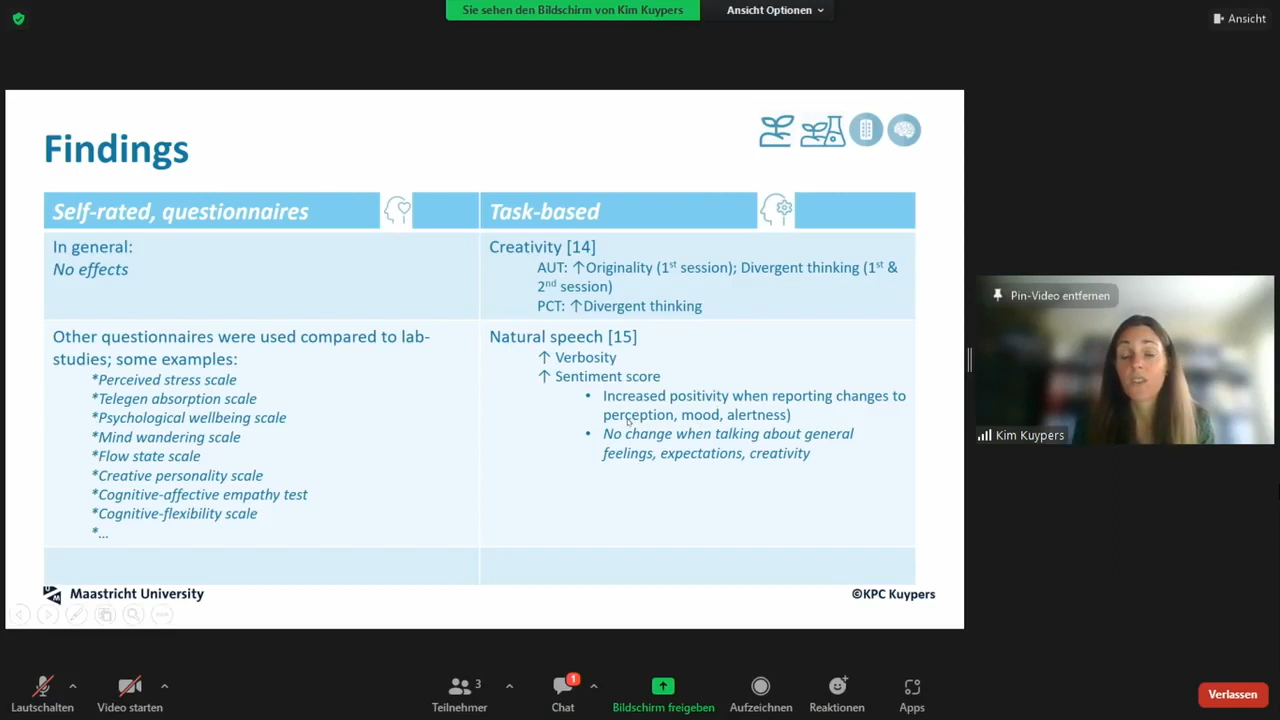 Sie sehen den Bildschirm von Kim Kuypers
Ansicht Optionen
Ansicht
Findings
Self-rated, questionnaires
Task-based
In general:
No effects
Creativity [14]
AUT: ↑Originality (1st session); Divergent thinking (1st &
2nd session)
PCT: ↑Divergent thinking
Other questionnaires were used compared to lab-
studies; some examples:
*Perceived stress scale
*Telegen absorption scale
*Psychological wellbeing scale
*Mind wandering scale
*Flow state scale
*Creative personality scale
*Cognitive-affective empathy test
*Cognitive-flexibility scale
*...
Natural speech [15]
↑ Verbosity
↑ Sentiment score
• Increased positivity when reporting changes to
perception, mood, alertness)
• No change when talking about general
feelings, expectations, creativity
Maastricht University
©KPC Kuypers
Pin-Video entfernen
Kim Kuypers
Lautschalten
Video starten
3
Teilnehmer
1
Chat
Bildschirm freigeben
Aufzeichnen
Reaktionen
Apps
Verlassen